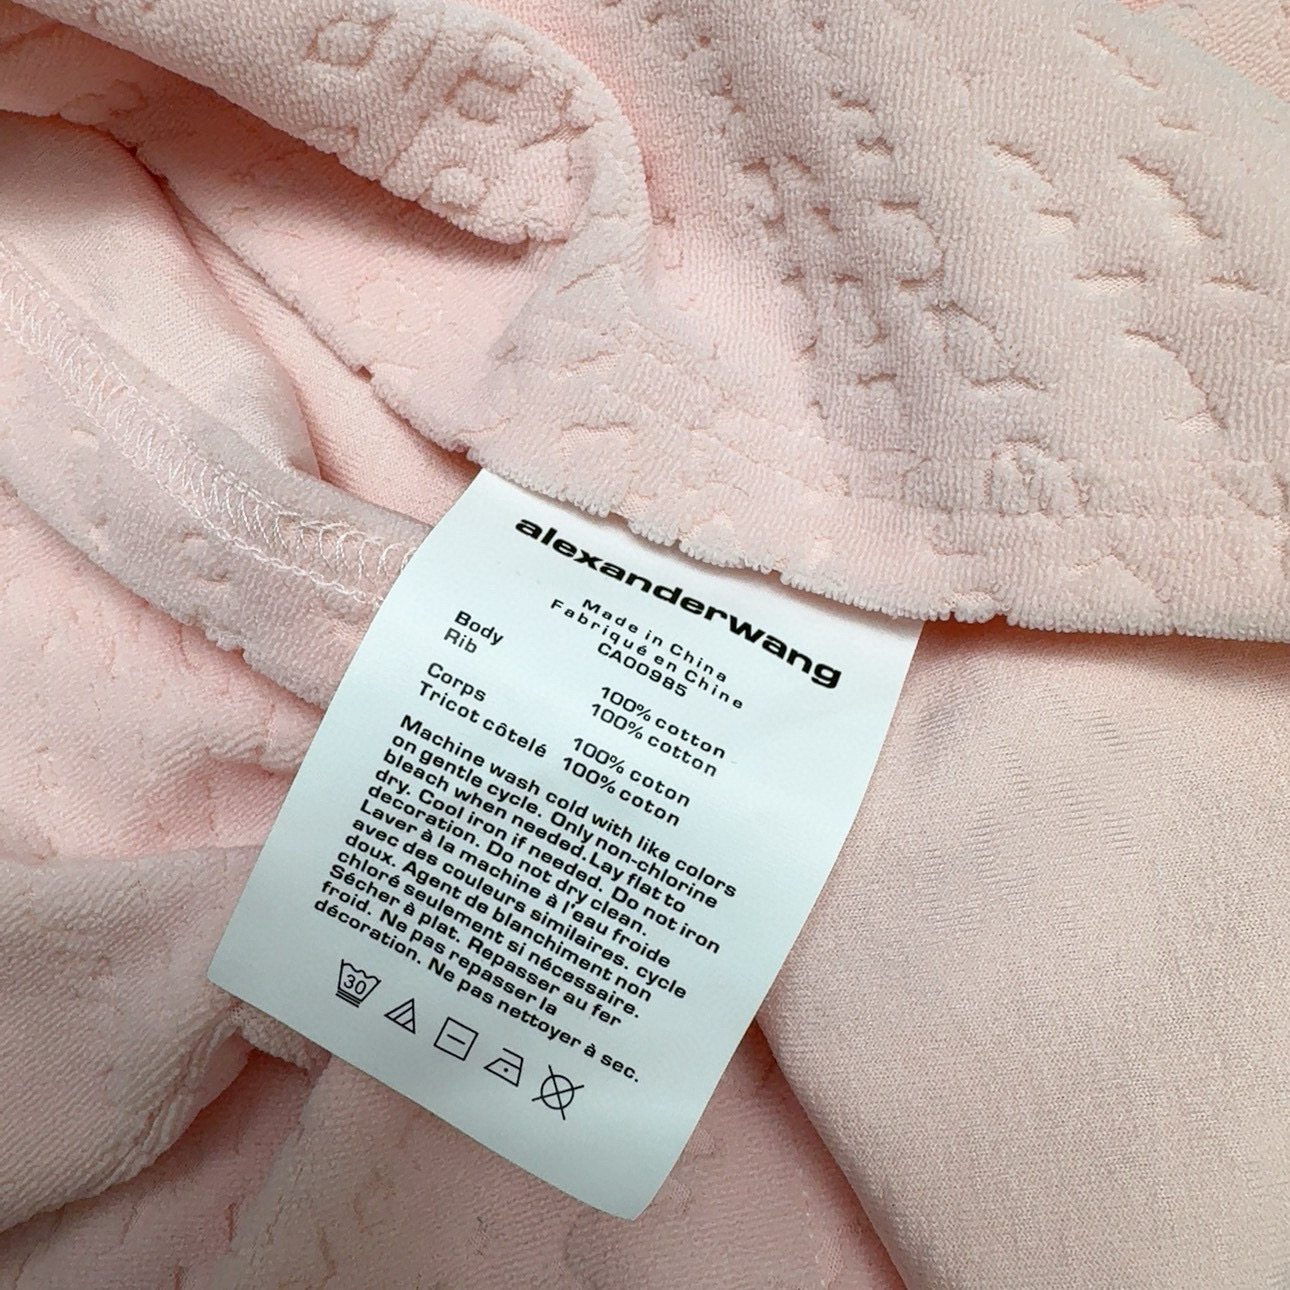 alexanderwang
Made in China
Fabriqué en Chine
CA00985
Body 100% cotton
Rib 100% cotton
Corps 100% coton
Tricot côtelé 100% coton
Machine wash cold with like colors
on gentle cycle. Only non-chlorine
bleach when needed. Lay flat to
dry. Cool iron if needed. Do not iron
decoration. Do not dry clean.
Laver à la machine à l'eau froide
avec des couleurs similaires. cycle
doux. Agent de blanchiment non
chloré seulement si nécessaire.
Sécher à plat. Repasser au fer
froid. Ne pas repasser la
décoration. Ne pas nettoyer à sec.
30